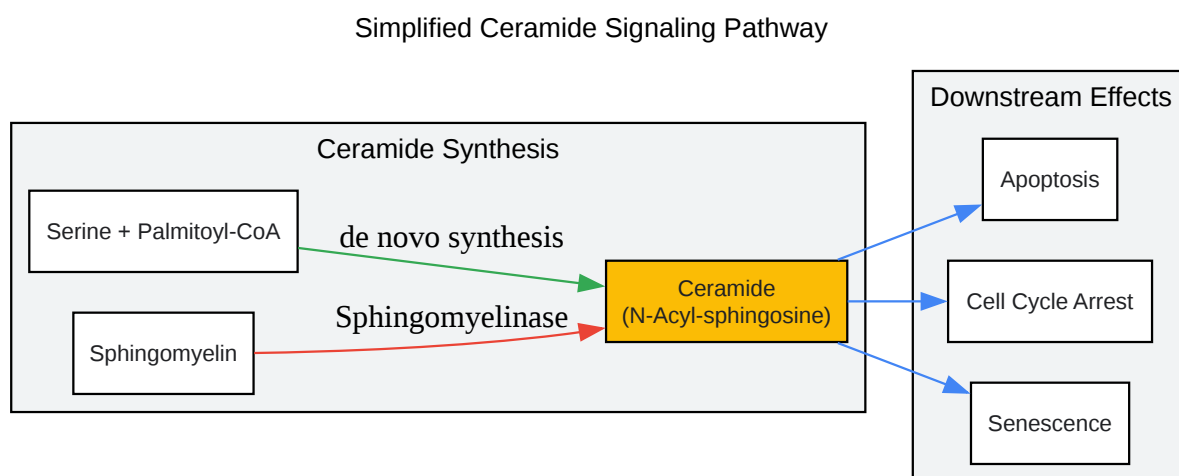 Simplified Ceramide Signaling Pathway
Downstream Effects
Ceramide Synthesis
Serine + Palmitoyl-CoA
de novo synthesis
Sphingomyelin
Sphingomyelinase
Ceramide
(N-Acyl-sphingosine)
Apoptosis
Cell Cycle Arrest
Senescence